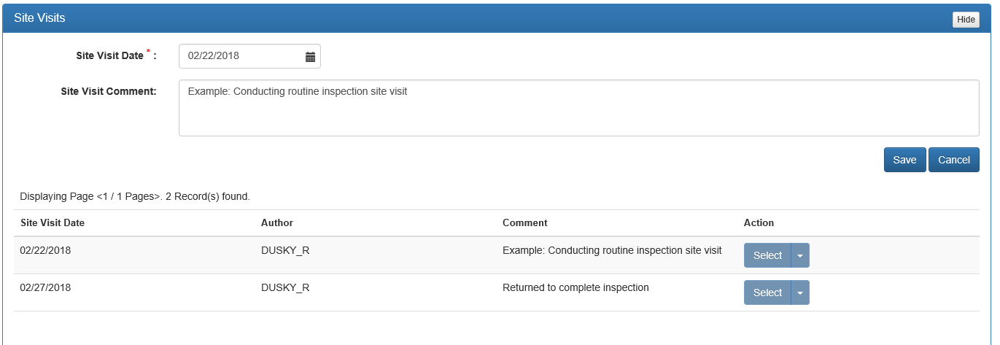 Site Visits Hide
Site Visit Date * : 02/22/2018
Site Visit Comment: Example: Conducting routine inspection site visit
Save Cancel
Displaying Page <1 / 1 Pages>. 2 Record(s) found.
Site Visit Date Author Comment Action
02/22/2018 DUSKY_R Example: Conducting routine inspection site visit Select
02/27/2018 DUSKY_R Returned to complete inspection Select